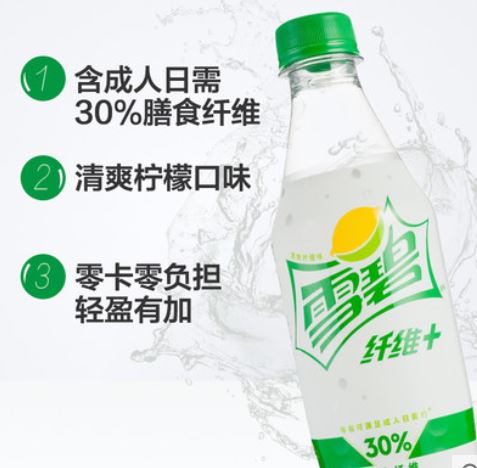 1 含成人日需
30%膳食纤维
2 清爽柠檬口味
3 零卡零负担
轻盈有加
雪碧
纤维+
30%